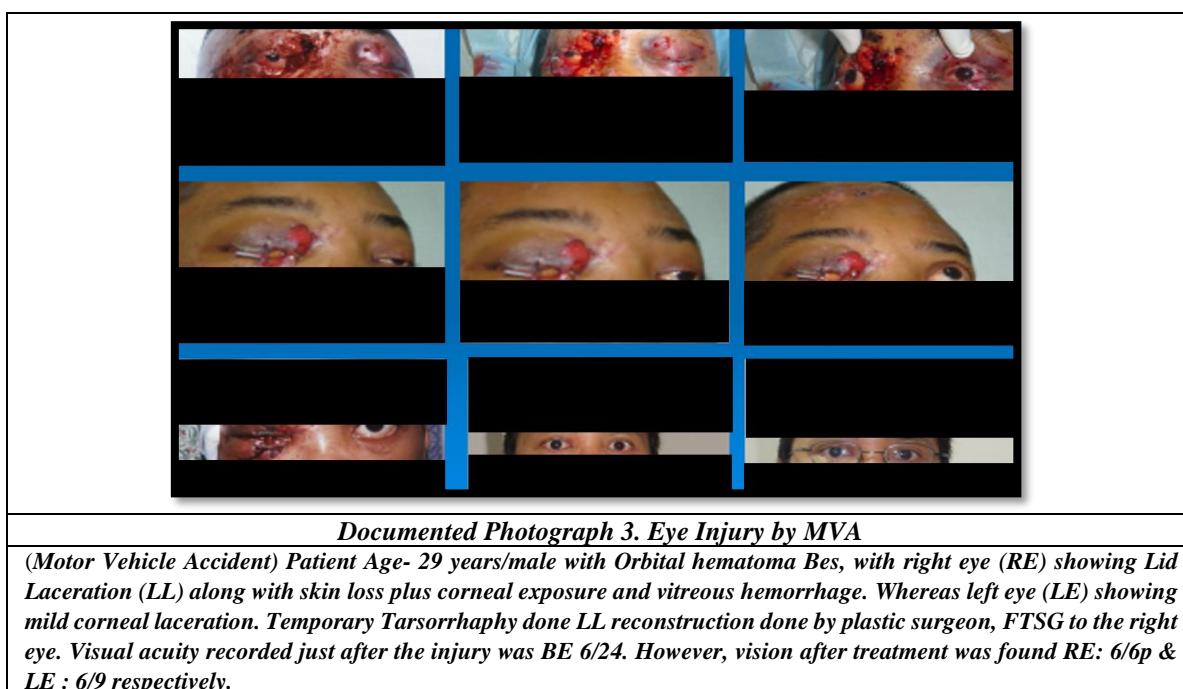 Documented Photograph 3. Eye Injury by MVA
(Motor Vehicle Accident) Patient Age- 29 years/male with Orbital hematoma Bes, with right eye (RE) showing Lid
Laceration (LL) along with skin loss plus corneal exposure and vitreous hemorrhage. Whereas left eye (LE) showing
mild corneal laceration. Temporary Tarsorrhaphy done LL reconstruction done by plastic surgeon, FTSG to the right
eye. Visual acuity recorded just after the injury was BE 6/24. However, vision after treatment was found RE: 6/6p &
LE : 6/9 respectively.